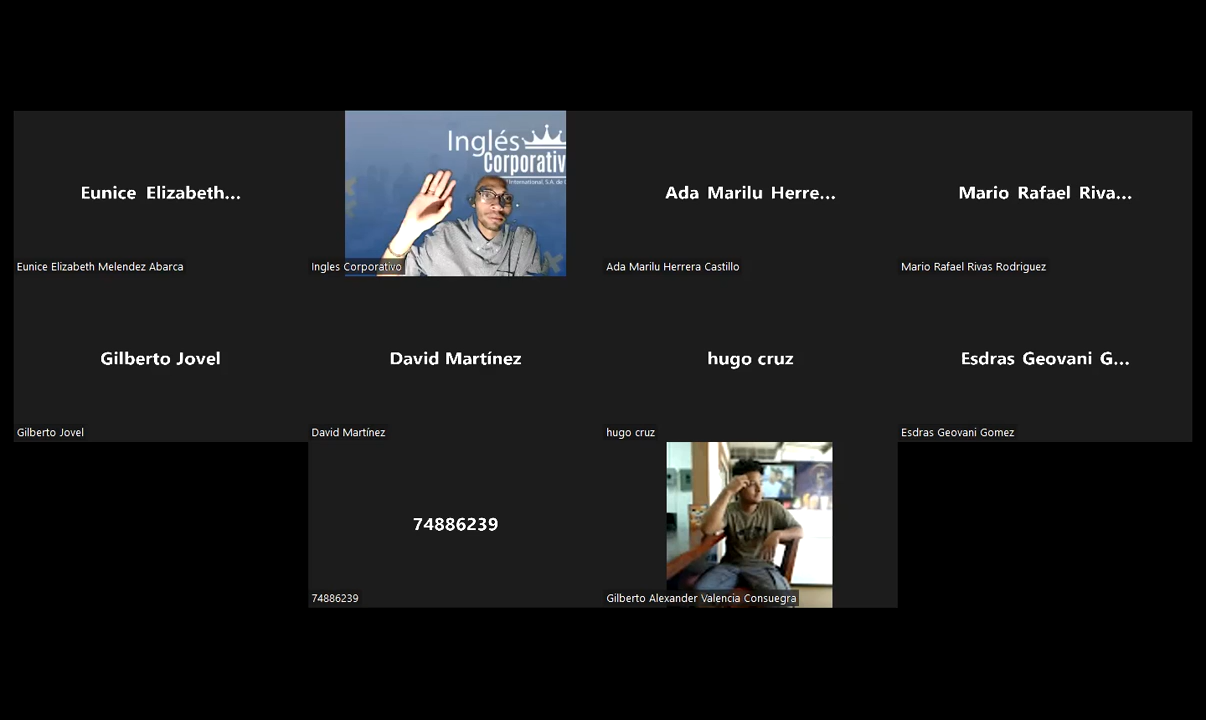 Eunice Elizabeth...
Eunice Elizabeth Melendez Abarca
Inglés
Corporativ
International, S.A. de
Ingles Corporativo
Ada Marilu Herre...
Ada Marilu Herrera Castillo
Mario Rafael Riva...
Mario Rafael Rivas Rodriguez
Gilberto Jovel
Gilberto Jovel
David Martínez
David Martínez
hugo cruz
hugo cruz
Esdras Geovani G...
Esdras Geovani Gomez
74886239
74886239
Gilberto Alexander Valencia Consuegra